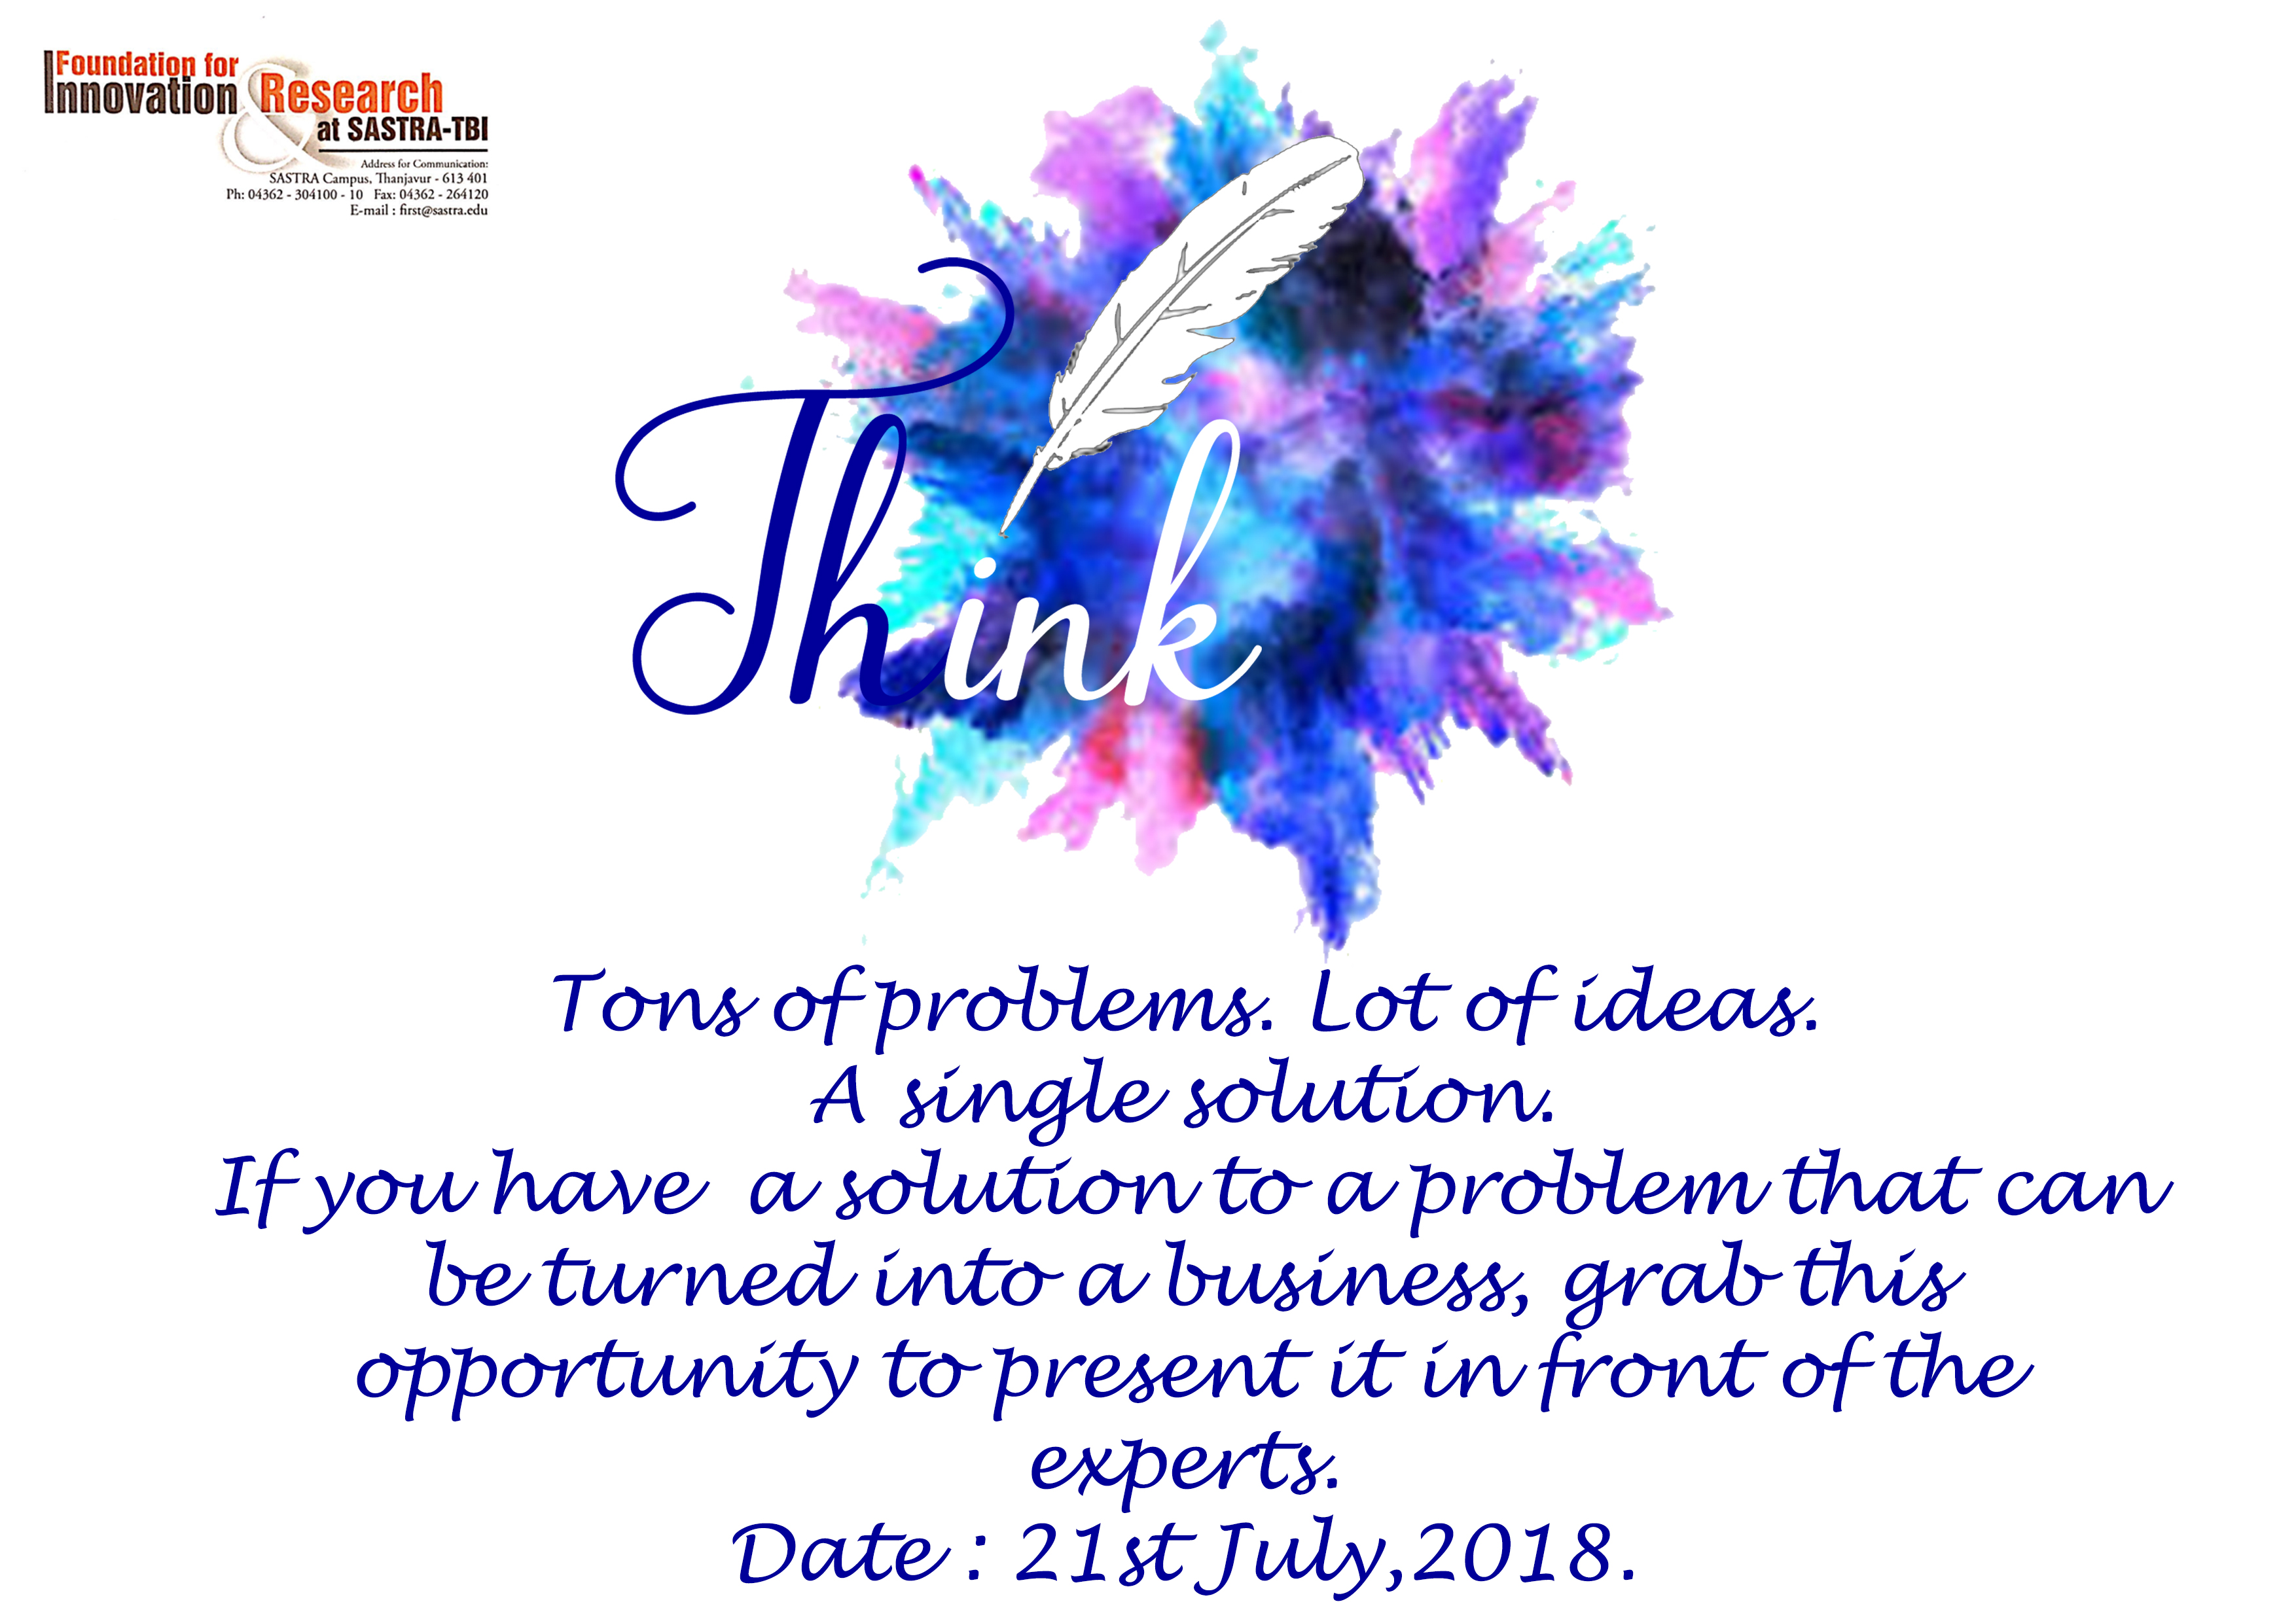 Foundation for
Innovation & Research
at SASTRA-TBI
Address for Communication:
SASTRA Campus, Thanjavur - 613 401
Ph: 04362 - 304100 - 10 Fax: 04362 - 264120
E-mail : first@sastra.edu
Think
Tons of problems. Lot of ideas.
A single solution.
If you have a solution to a problem that can
be turned into a business, grab this
opportunity to present it in front of the
experts.
Date : 21st July,2018.